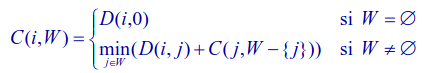 C(i,W) = { D(i,0) si W = ∅
min_{j∈W}(D(i,j) + C(j,W−{j})) si W ≠ ∅